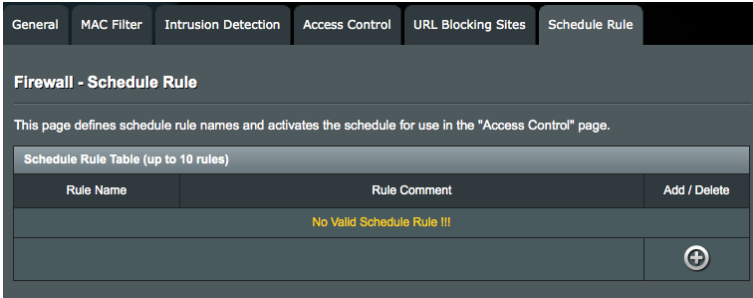 General MAC Filter Intrusion Detection Access Control URL Blocking Sites Schedule Rule
Firewall - Schedule Rule
This page defines schedule rule names and activates the schedule for use in the "Access Control" page.
Schedule Rule Table (up to 10 rules)
Rule Name Rule Comment Add / Delete
No Valid Schedule Rule !!!